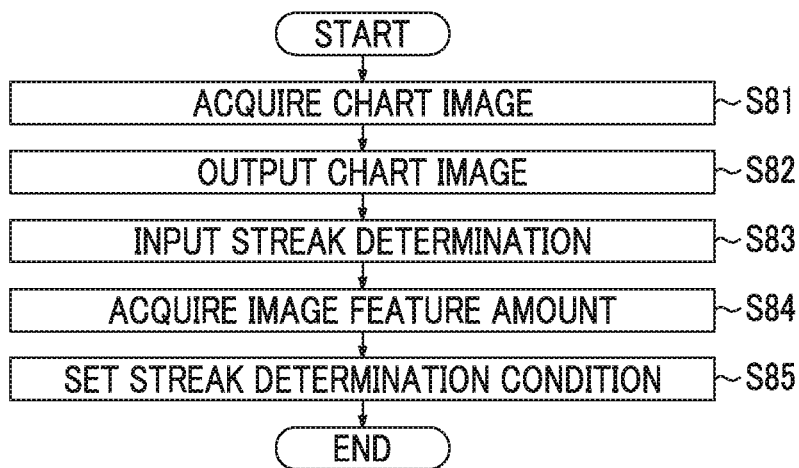 START
ACQUIRE CHART IMAGE S81
OUTPUT CHART IMAGE S82
INPUT STREAK DETERMINATION S83
ACQUIRE IMAGE FEATURE AMOUNT S84
SET STREAK DETERMINATION CONDITION S85
END